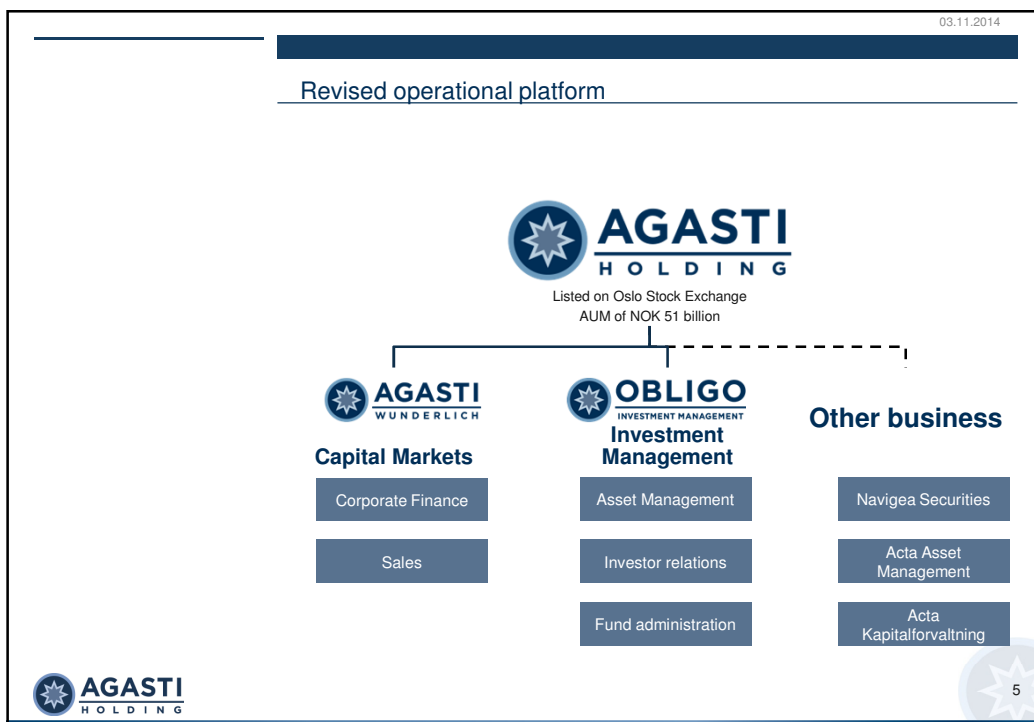 03.11.2014
Revised operational platform
AGASTI
HOLDING
Listed on Oslo Stock Exchange
AUM of NOK 51 billion
AGASTI
WUNDERLICH
Capital Markets
Corporate Finance
Sales
OBLIGO
INVESTMENT MANAGEMENT
Investment
Management
Asset Management
Investor relations
Fund administration
Other business
Navigea Securities
Acta Asset
Management
Acta
Kapitalforvaltning
AGASTI
HOLDING
5